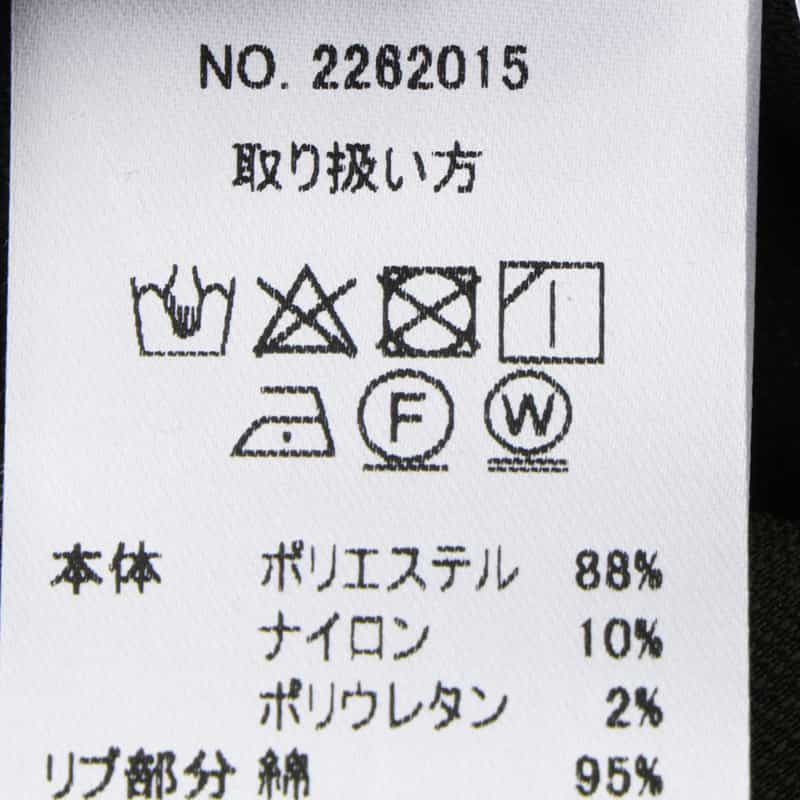 NO. 2262015
取り扱い方
F W
本体 ポリエステル 88%
ナイロン 10%
ポリウレタン 2%
リブ部分 綿 95%